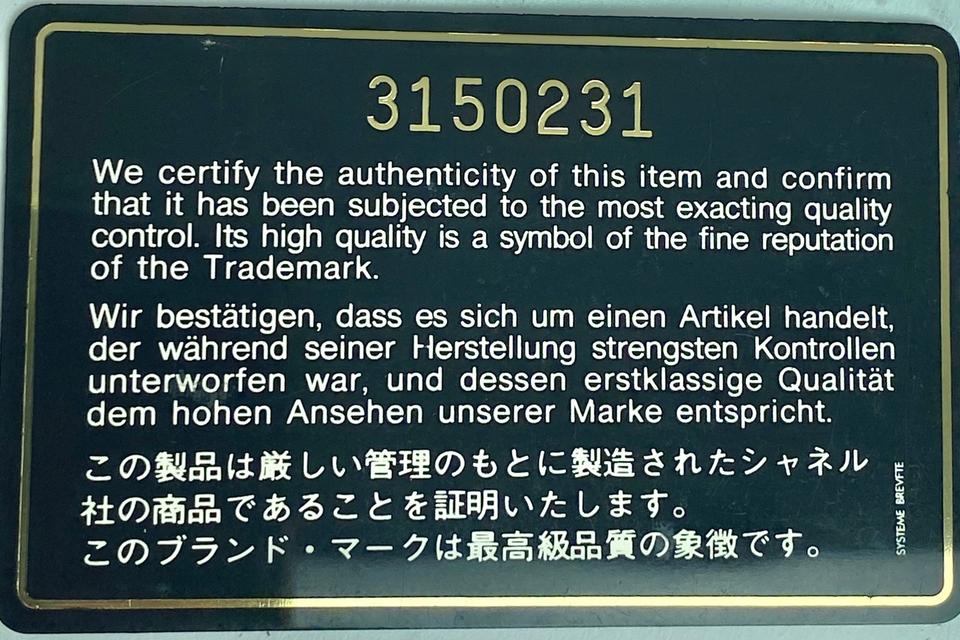 3150231
We certify the authenticity of this item and confirm
that it has been subjected to the most exacting quality
control. Its high quality is a symbol of the fine reputation
of the Trademark.
Wir bestätigen, dass es sich um einen Artikel handelt,
der während seiner Herstellung strengsten Kontrollen
unterworfen war, und dessen erstklassige Qualität
dem hohen Ansehen unserer Marke entspricht.
この製品は厳しい管理のもとに製造されたシャネル
社の商品であることを証明いたします。
このブランド・マークは最高級品質の象徴です。
SYSTEME BREVETE